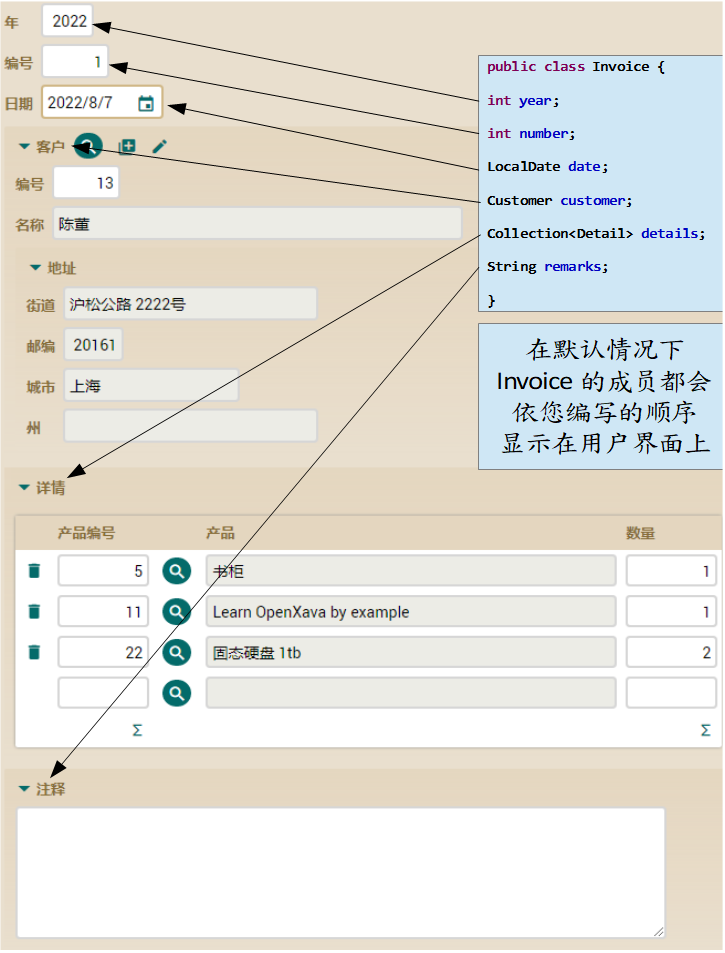 年 2022
编号 1
日期 2022/8/7
客户
编号 13
名称 陈董
地址
街道 沪松公路 2222号
邮编 20161
城市 上海
州
详情
产品编号 产品 数量
5 书柜 1
11 Learn OpenXava by example 1
22 固态硬盘 1tb 2
Σ Σ
注释
public class Invoice {
int year;
int number;
LocalDate date;
Customer customer;
Collection<Detail> details;
String remarks;
}
在默认情况下
Invoice 的成员都会
依您编写的顺序
显示在用户界面上